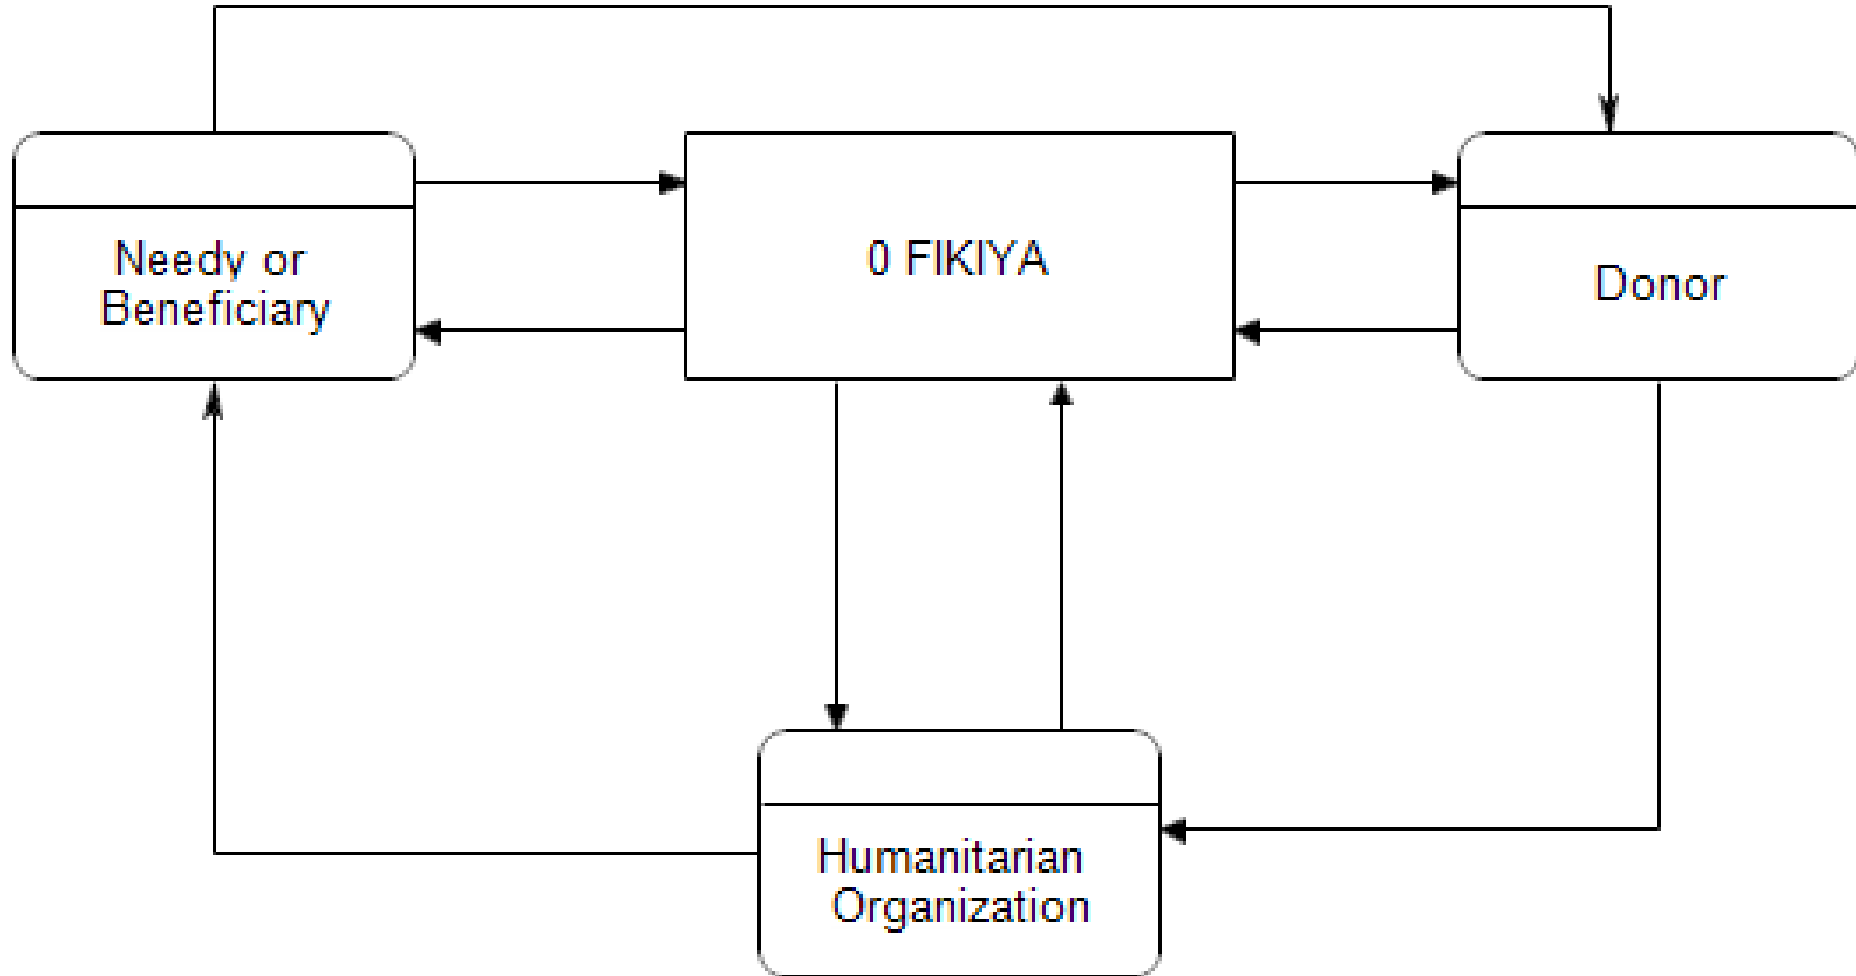 Needy or
Beneficiary
0 FIKIYA
Donor
Humanitarian
Organization